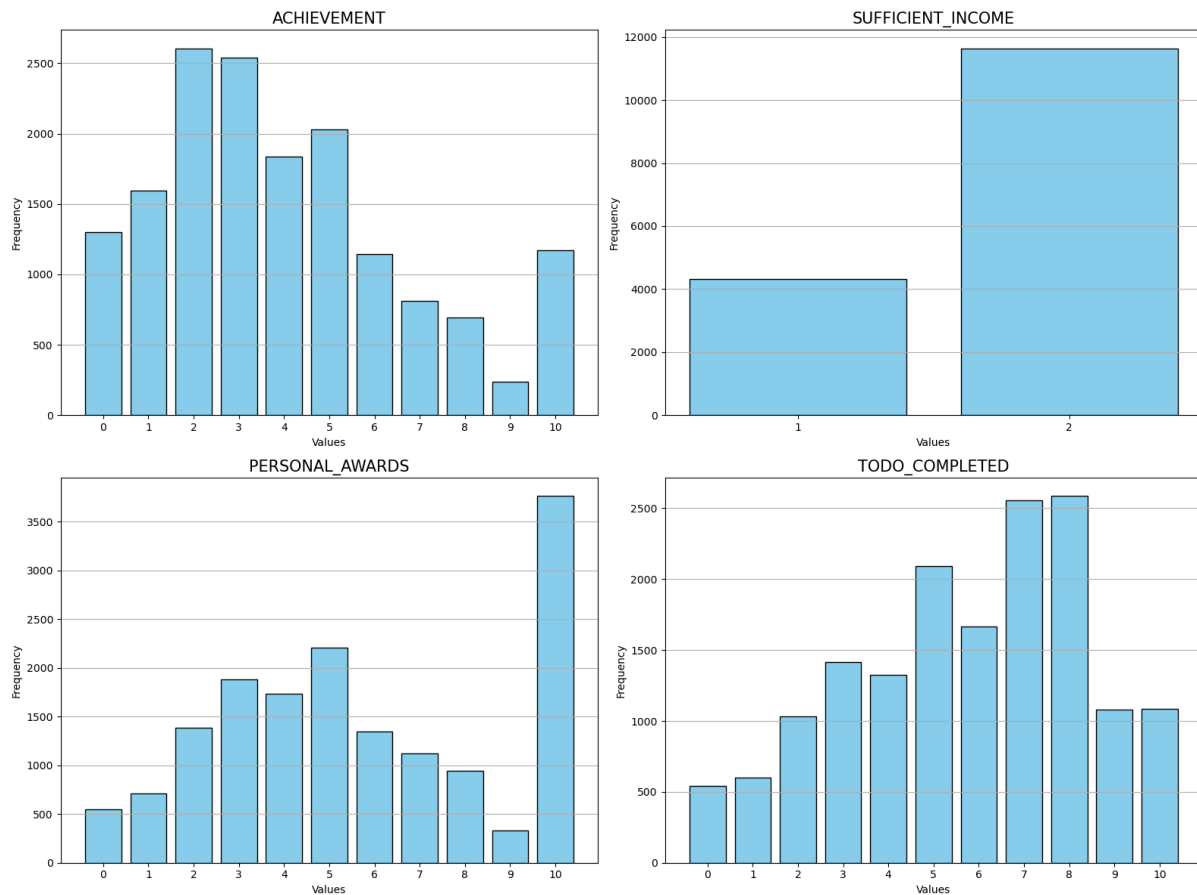 ACHIEVEMENT
Frequency
2500
2000
1500
1000
500
0
0 1 2 3 4 5 6 7 8 9 10
Values
SUFFICIENT_INCOME
Frequency
12000
10000
8000
6000
4000
2000
0
1 2
Values
PERSONAL_AWARDS
Frequency
3500
3000
2500
2000
1500
1000
500
0
0 1 2 3 4 5 6 7 8 9 10
Values
TODO_COMPLETED
Frequency
2500
2000
1500
1000
500
0
0 1 2 3 4 5 6 7 8 9 10
Values